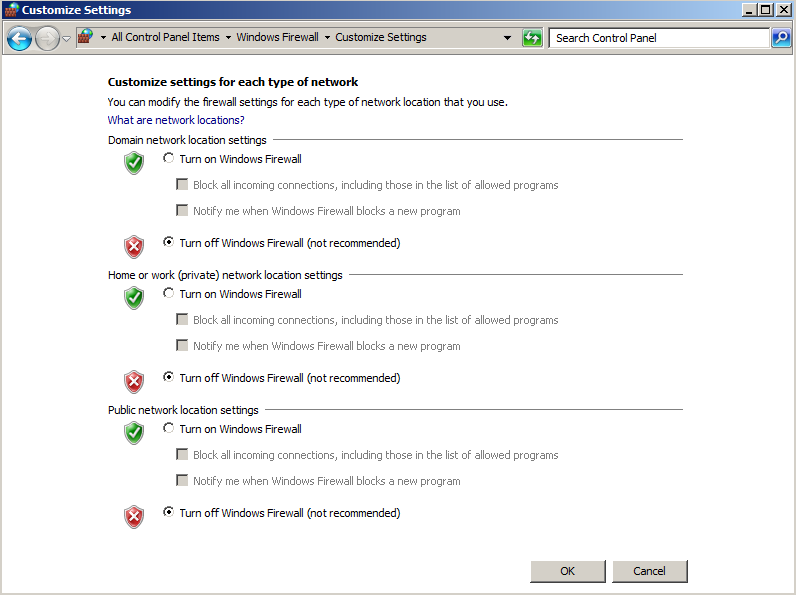 Customize Settings
All Control Panel Items Windows Firewall Customize Settings Search Control Panel
Customize settings for each type of network
You can modify the firewall settings for each type of network location that you use.
What are network locations?
Domain network location settings
Turn on Windows Firewall
Block all incoming connections, including those in the list of allowed programs
Notify me when Windows Firewall blocks a new program
Turn off Windows Firewall (not recommended)
Home or work (private) network location settings
Turn on Windows Firewall
Block all incoming connections, including those in the list of allowed programs
Notify me when Windows Firewall blocks a new program
Turn off Windows Firewall (not recommended)
Public network location settings
Turn on Windows Firewall
Block all incoming connections, including those in the list of allowed programs
Notify me when Windows Firewall blocks a new program
Turn off Windows Firewall (not recommended)
OK Cancel